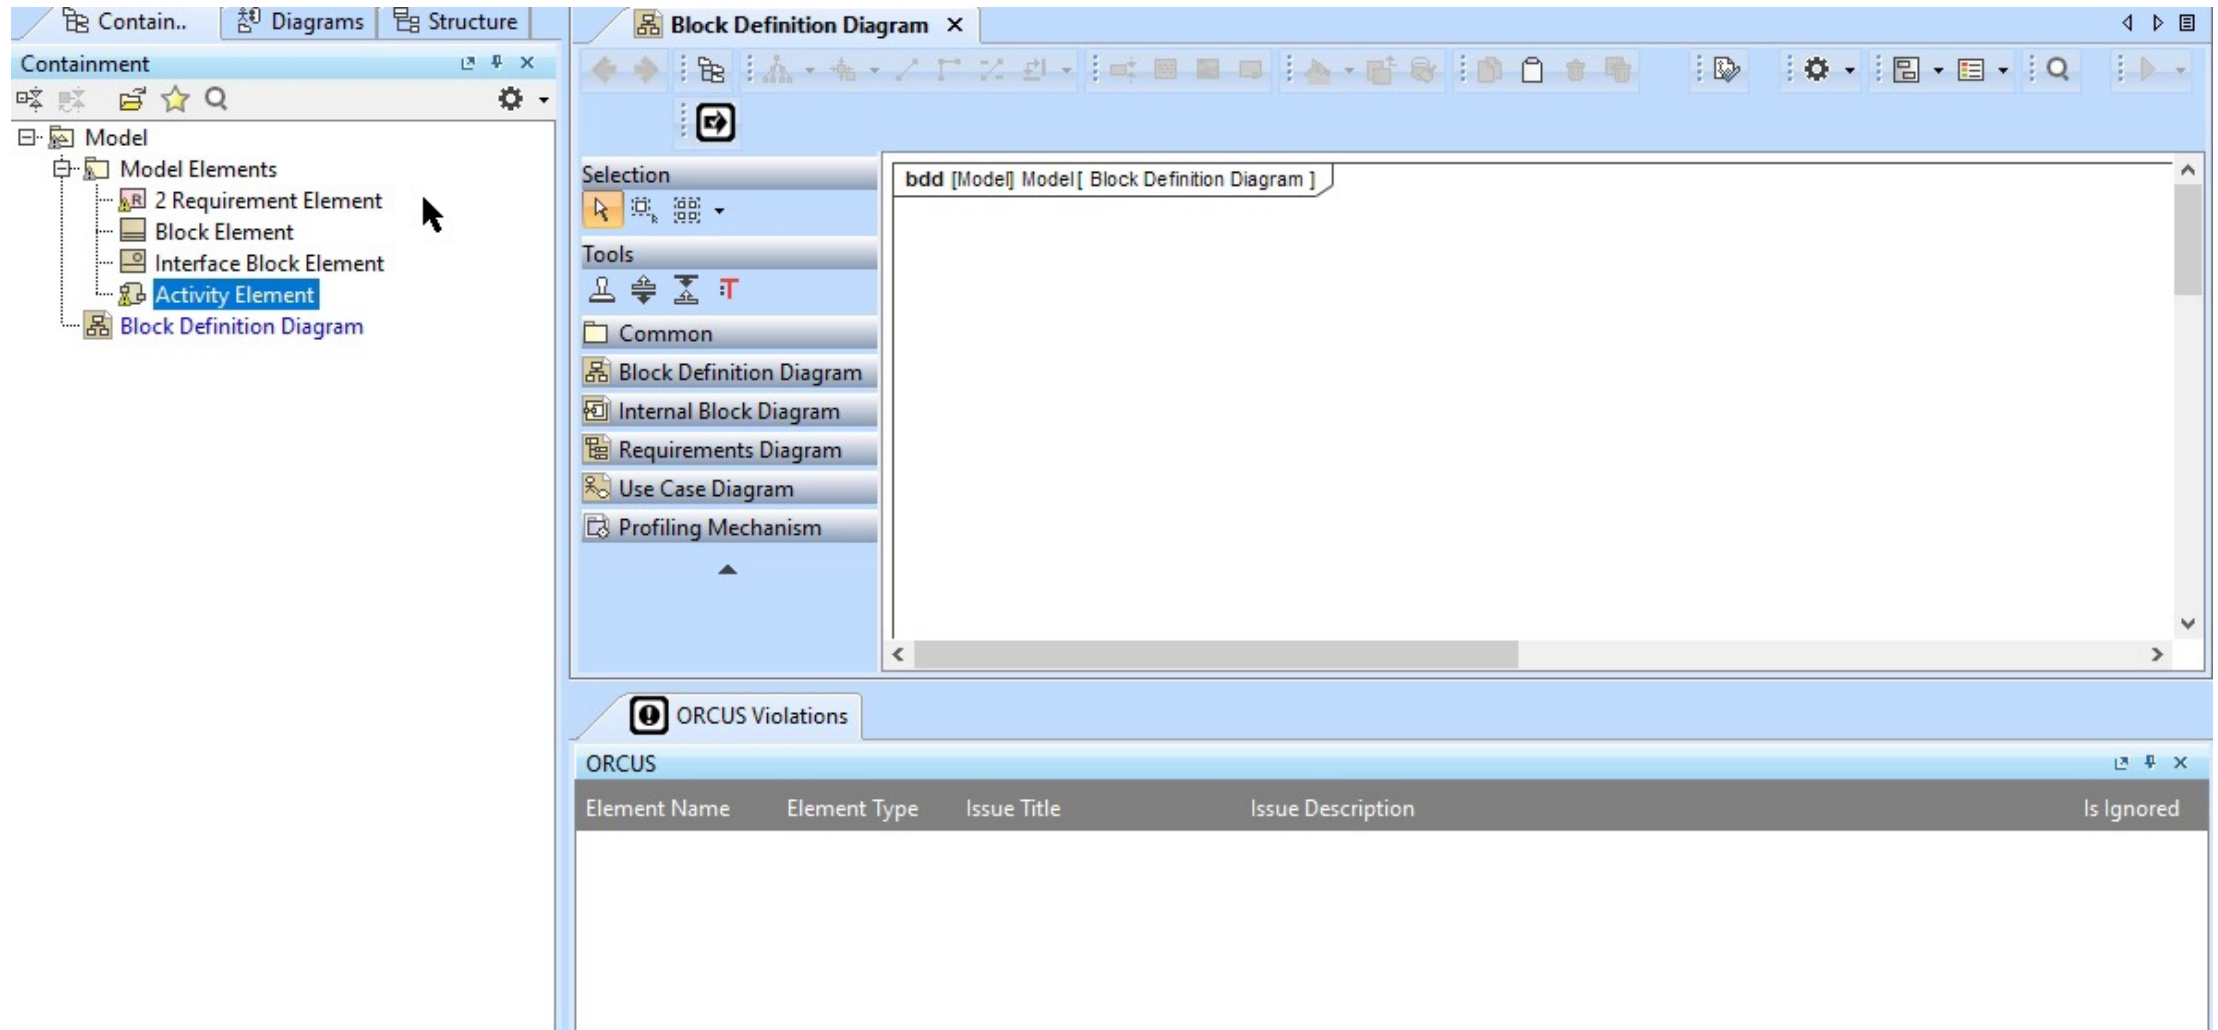 Contain..
Diagrams
Structure
Containment
Model
Model Elements
2 Requirement Element
Block Element
Interface Block Element
Activity Element
Block Definition Diagram
Block Definition Diagram
Selection
Tools
Common
Block Definition Diagram
Internal Block Diagram
Requirements Diagram
Use Case Diagram
Profiling Mechanism
bdd [Model] Model[ Block Definition Diagram ]
ORCUS Violations
ORCUS
Element Name Element Type Issue Title Issue Description Is Ignored